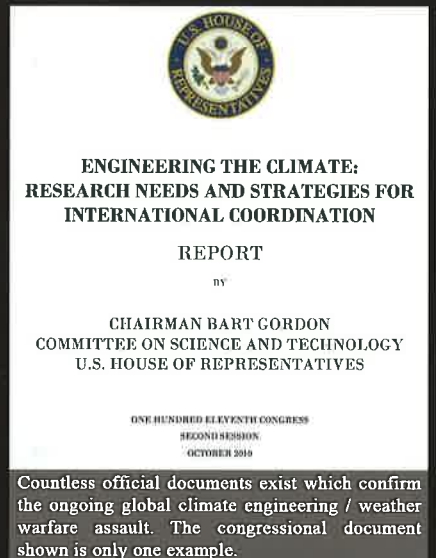 U.S. HOUSE OF
REPRESENTATIVES
ENGINEERING THE CLIMATE:
RESEARCH NEEDS AND STRATEGIES FOR
INTERNATIONAL COORDINATION
REPORT
BY
CHAIRMAN BART GORDON
COMMITTEE ON SCIENCE AND TECHNOLOGY
U.S. HOUSE OF REPRESENTATIVES
ONE HUNDRED ELEVENTH CONGRESS
SECOND SESSION
OCTOBER 2010
Countless official documents exist which confirm
the ongoing global climate engineering / weather
warfare assault. The congressional document
shown is only one example.